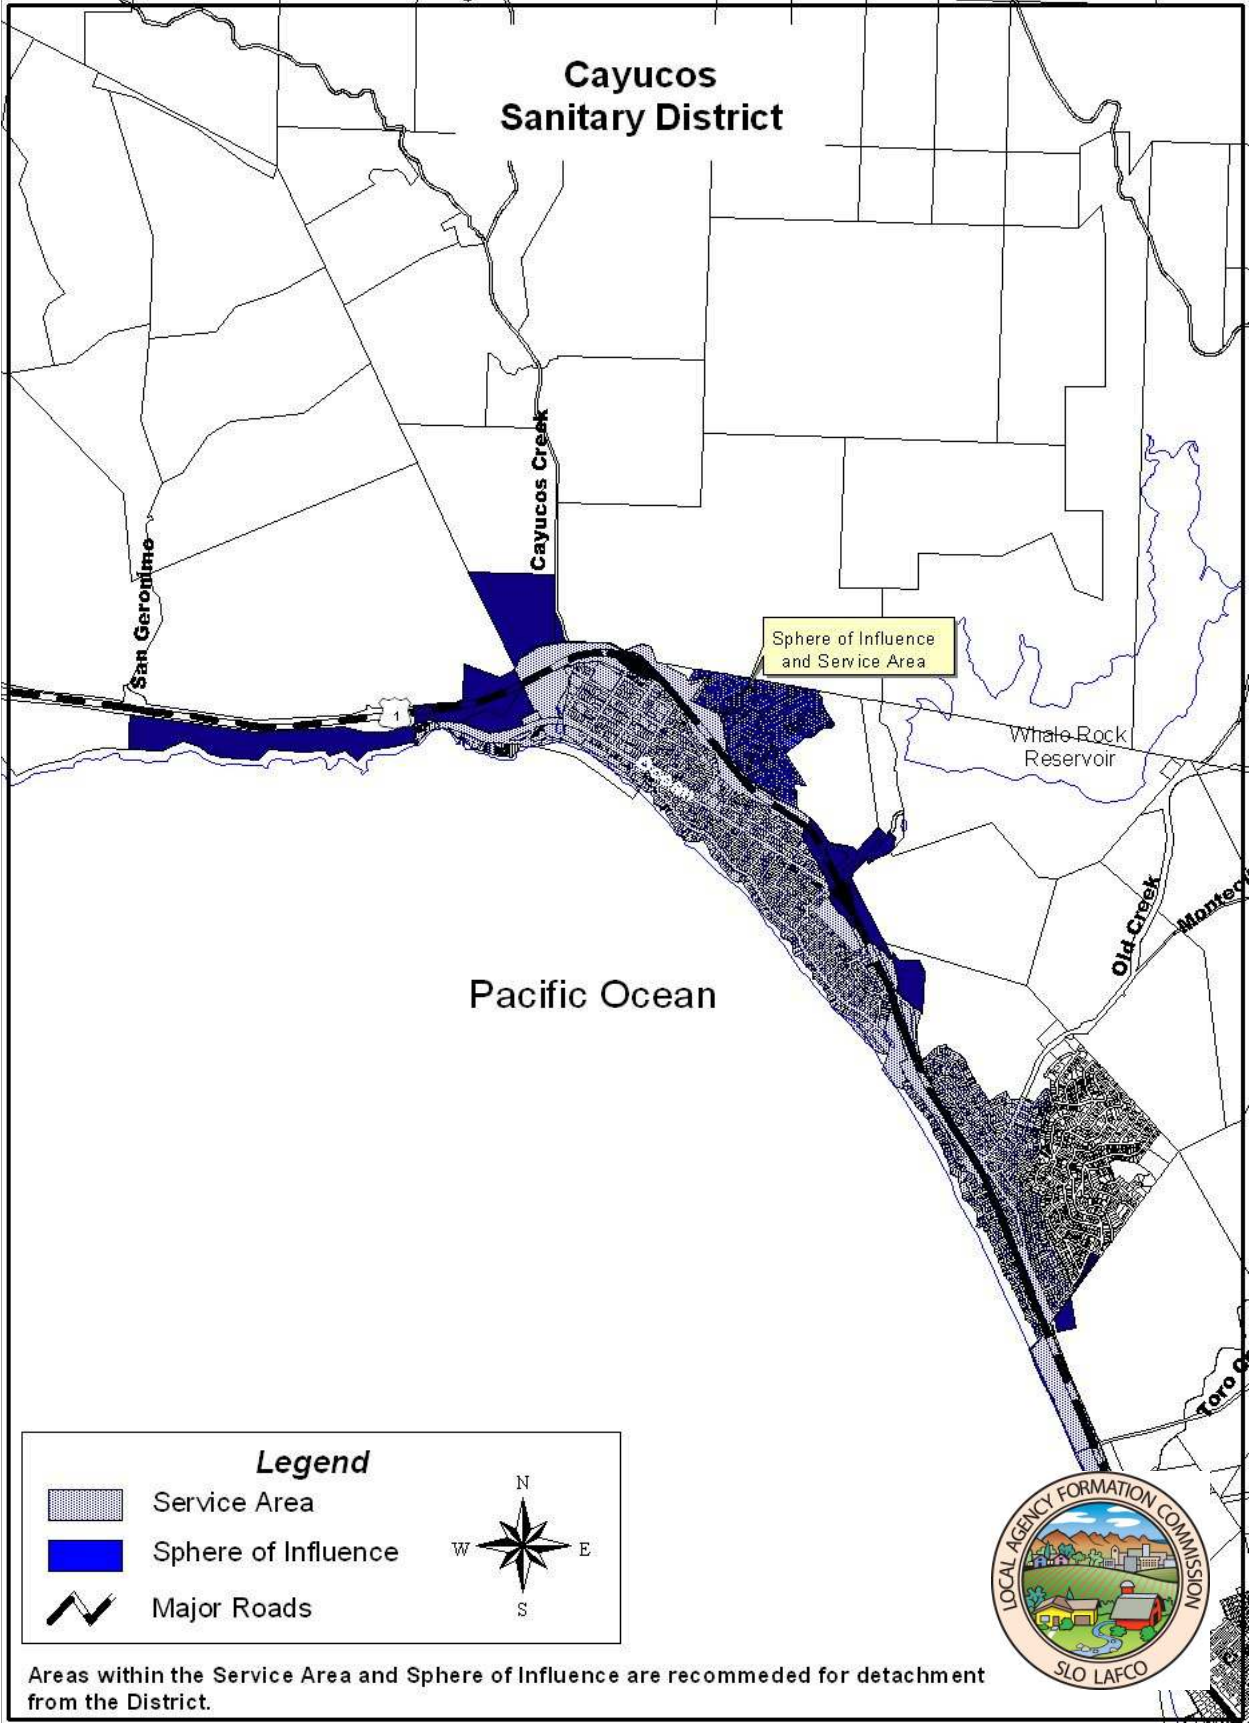 Cayucos
Sanitary District
Cayucos Creek
San Geronimo
Sphere of Influence
and Service Area
1
Whale Rock
Reservoir
Ocean
Old Creek
Pacific Ocean
Toro
Legend
Service Area
Sphere of Influence
Major Roads
N
W
E
S
LOCAL AGENCY FORMATION COMMISSION
SLO LAFCO
Areas within the Service Area and Sphere of Influence are recommeded for detachment
from the District.